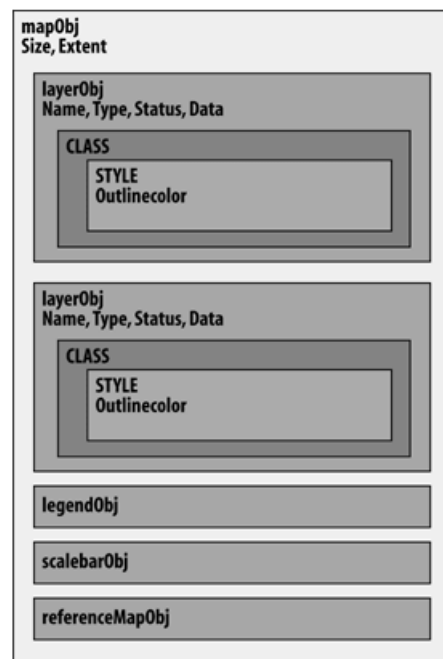 mapObj
Size, Extent
layerObj
Name, Type, Status, Data
CLASS
STYLE
Outlinecolor
layerObj
Name, Type, Status, Data
CLASS
STYLE
Outlinecolor
legendObj
scalebarObj
referenceMapObj